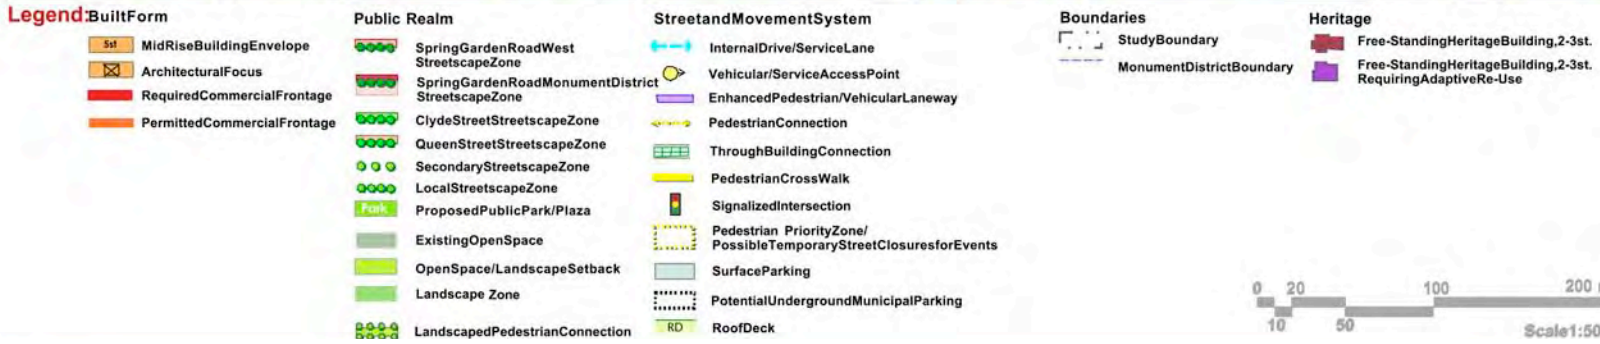 Legend:
BuiltForm
5st MidRiseBuildingEnvelope
ArchitecturalFocus
RequiredCommercialFrontage
PermittedCommercialFrontage
Public Realm
SpringGardenRoadWest
StreetscapeZone
SpringGardenRoadMonumentDistrict
StreetscapeZone
ClydeStreetStreetscapeZone
QueenStreetStreetscapeZone
SecondaryStreetscapeZone
LocalStreetscapeZone
Park ProposedPublicPark/Plaza
ExistingOpenSpace
OpenSpace/LandscapeSetback
Landscape Zone
LandscapedPedestrianConnection
StreetandMovementSystem
InternalDrive/ServiceLane
Vehicular/ServiceAccessPoint
EnhancedPedestrian/VehicularLaneway
PedestrianConnection
ThroughBuildingConnection
PedestrianCrossWalk
SignalizedIntersection
Pedestrian PriorityZone/
PossibleTemporaryStreetClosuresforEvents
SurfaceParking
PotentialUndergroundMunicipalParking
RD RoofDeck
Boundaries
StudyBoundary
MonumentDistrictBoundary
Heritage
Free-StandingHeritageBuilding,2-3st.
Free-StandingHeritageBuilding,2-3st.
RequiringAdaptiveRe-Use
0 20 100 200
10 50
Scale1:50